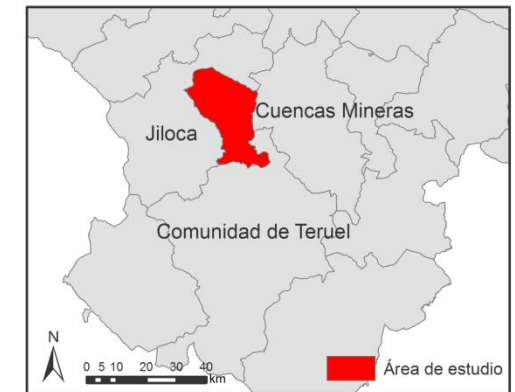 Cuencas Mineras
Jiloca
Comunidad de Teruel
N
0 5 10 20 30 40
km
Área de estudio